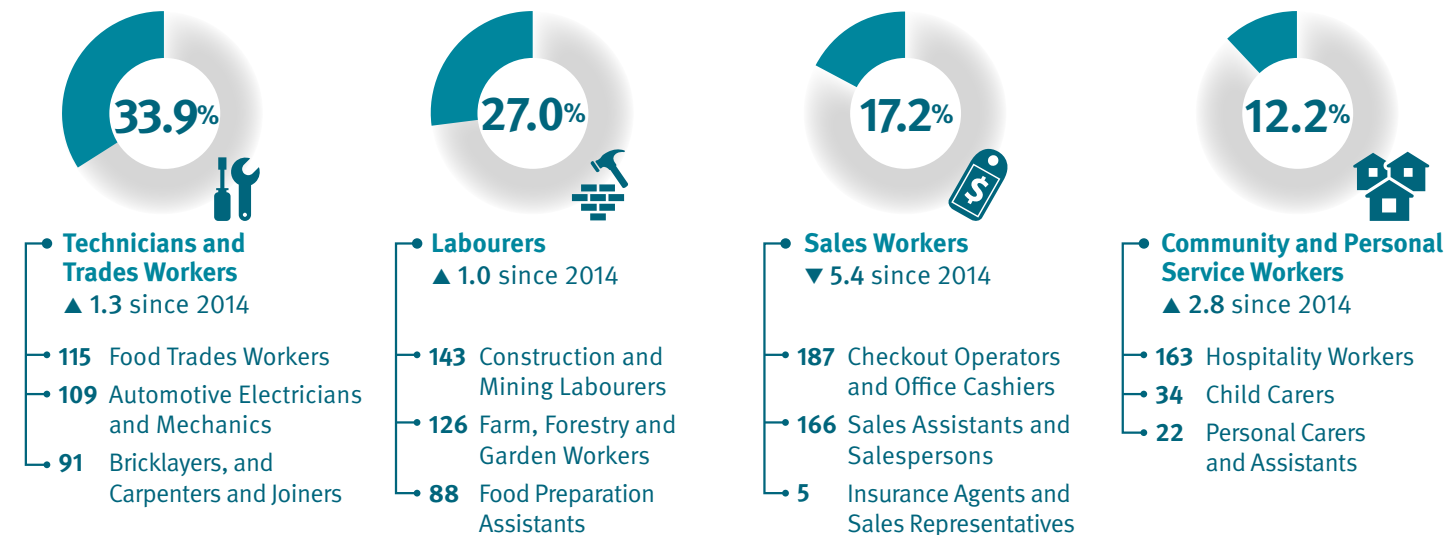 33.9%
Technicians and
Trades Workers
▲ 1.3 since 2014
115 Food Trades Workers
109 Automotive Electricians
and Mechanics
91 Bricklayers, and
Carpenters and Joiners
27.0%
Labourers
▲ 1.0 since 2014
143 Construction and
Mining Labourers
126 Farm, Forestry and
Garden Workers
88 Food Preparation
Assistants
17.2%
$
Sales Workers
▼ 5.4 since 2014
187 Checkout Operators
and Office Cashiers
166 Sales Assistants and
Salespersons
5 Insurance Agents and
Sales Representatives
12.2%
Community and Personal
Service Workers
▲ 2.8 since 2014
163 Hospitality Workers
34 Child Carers
22 Personal Carers
and Assistants